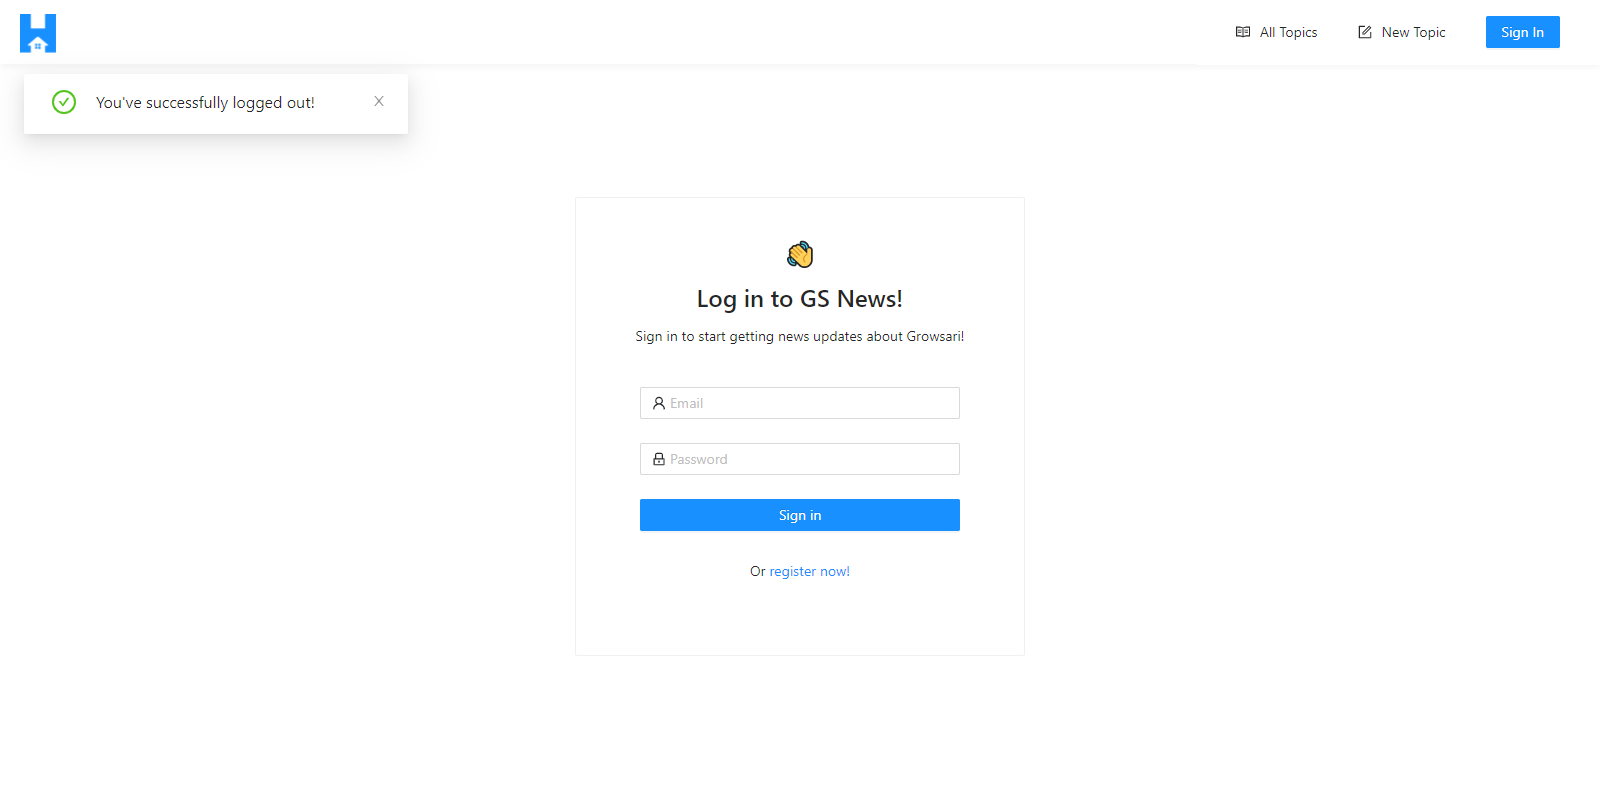 All Topics
New Topic
Sign In
You've successfully logged out!
Log in to GS News!
Sign in to start getting news updates about Growsari!
Email
Password
Sign in
Or register now!